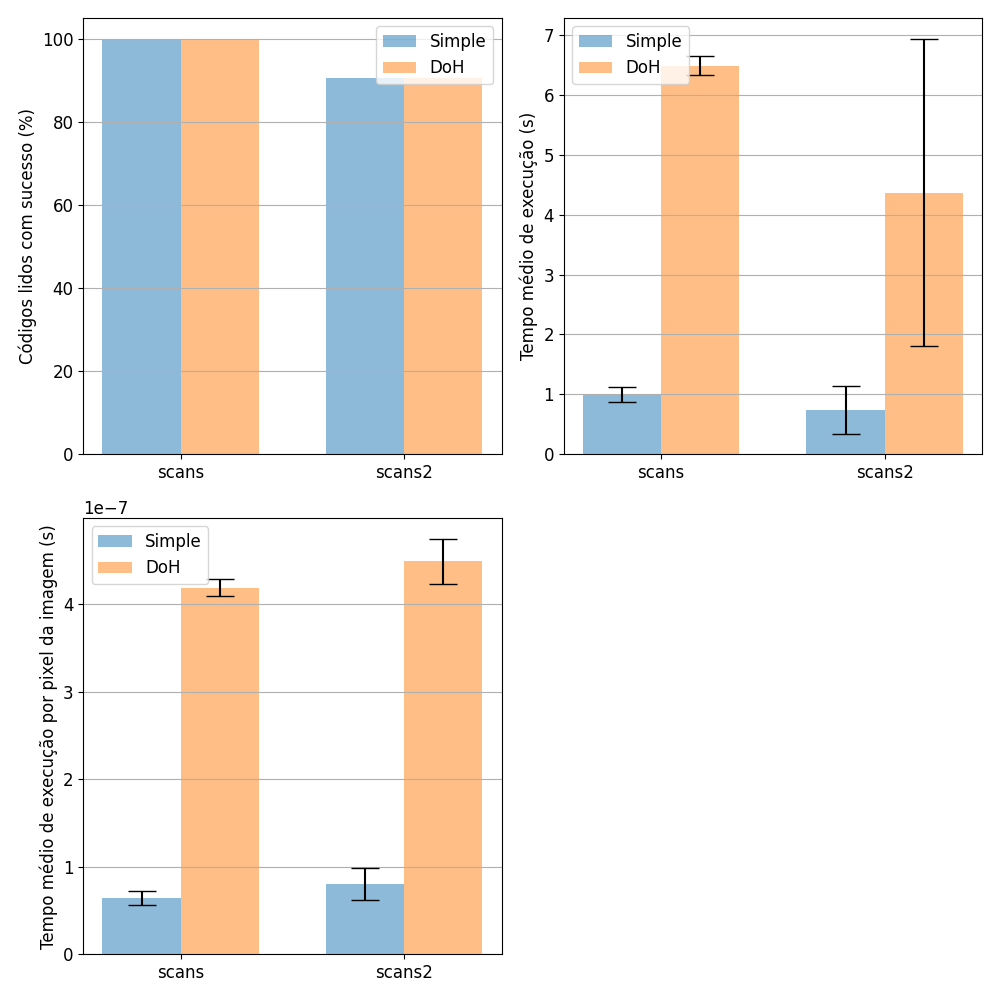 Códigos lidos com sucesso (%)
100
80
60
40
20
0
Simple
DoH
scans
scans2
Tempo médio de execução (s)
7
6
5
4
3
2
1
0
Simple
DoH
scans
scans2
1e−7
Tempo médio de execução por pixel da imagem (s)
4
3
2
1
0
Simple
DoH
scans
scans2